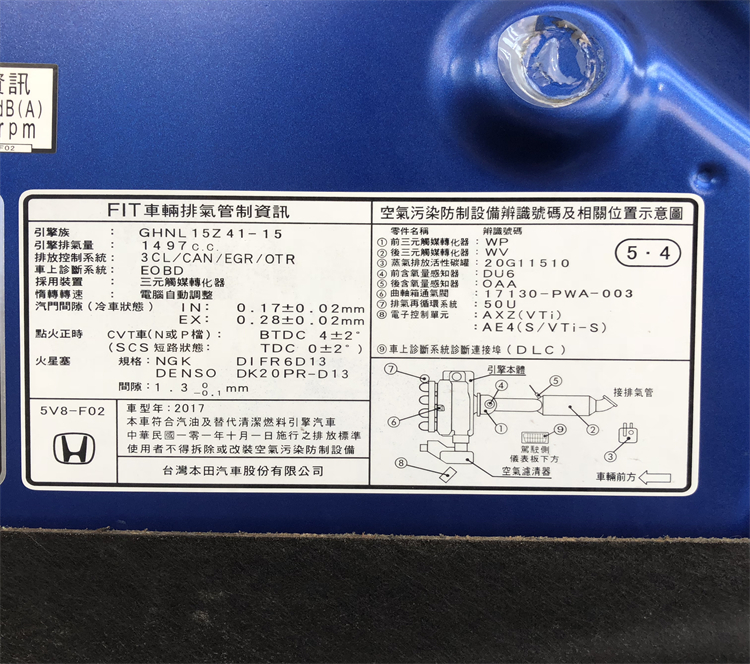 資訊
dB(A)
rpm
F02
FIT車輛排氣管制資訊
引擎族 : GHNL15Z41-15
引擎排氣量 : 1497c.c.
排放控制系統: 3CL/CAN/EGR/OTR
車上診斷系統: EOBD
採用裝置 : 三元觸媒轉化器
惰轉轉速 : 電腦自動調整
汽門間隙(冷車狀態) IN: 0.17±0.02mm
EX: 0.28±0.02mm
點火正時 CVT車(N或P檔): BTDC 4±2°
(SCS 短路狀態: TDC 0±2°)
火星塞 規格: NGK DIFR6D13
DENSO DK20PR-D13
間隙: 1.3 0 -0.1 mm
5V8-F02
車型年: 2017
本車符合汽油及替代清潔燃料引擎汽車
中華民國一零一年十月一日施行之排放標準
使用者不得拆除或改裝空氣污染防制設備
台灣本田汽車股份有限公司
空氣污染防制設備辨識號碼及相關位置示意圖
零件名稱 辨識號碼
①前三元觸媒轉化器: WP
②後三元觸媒轉化器: WV
③蒸氣排放活性碳罐: 20G11510
④前含氧量感知器: DU6
⑤後含氧量感知器: OAA
⑥曲軸箱通氣閥: 17130-PWA-003
⑦排氣再循環系統: 50U
⑧電子控制單元: AXZ(VTi)
AE4(S/VTi-S)
5・4
⑨車上診斷系統診斷連接埠(DLC)
⑦
引擎本體
④
⑤
接排氣管
⑥
①
⑨
②
③
駕駛側
儀表板下方
⑧
空氣濾清器
車輛前方